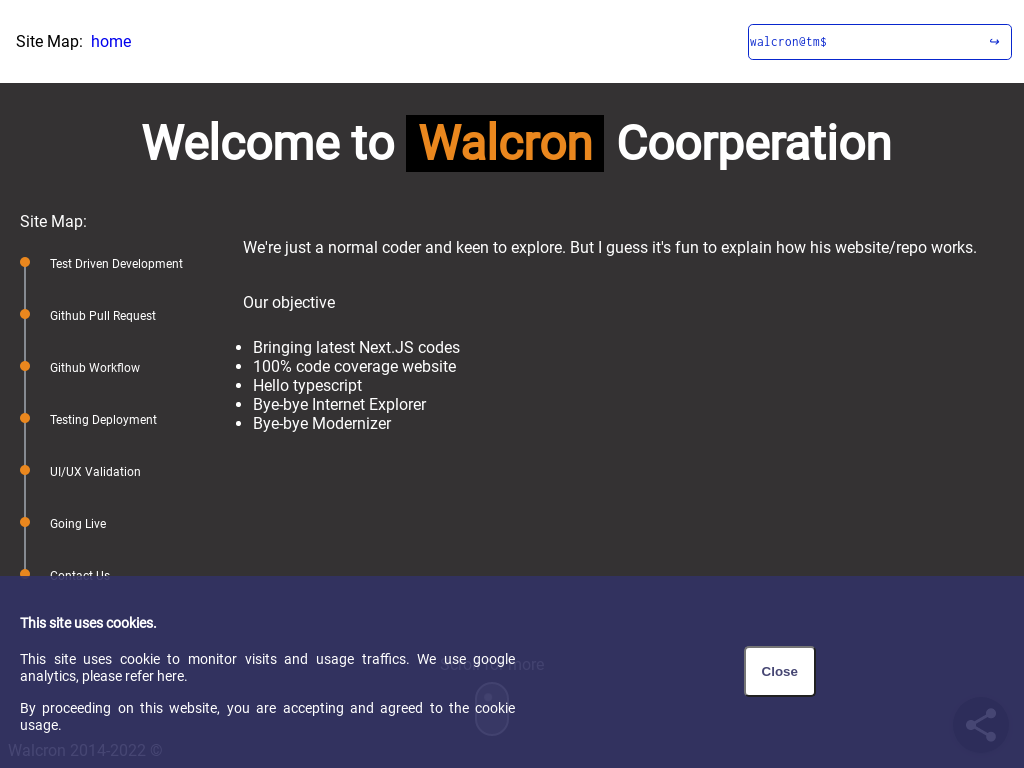 Site Map: home
walcron@tm$
Welcome to Walcron Coorperation
Site Map:
Test Driven Development
Github Pull Request
Github Workflow
Testing Deployment
UI/UX Validation
Going Live
Contact Us
We're just a normal coder and keen to explore. But I guess it's fun to explain how his website/repo works.
Our objective
Bringing latest Next.JS codes
100% code coverage website
Hello typescript
Bye-bye Internet Explorer
Bye-bye Modernizer
This site uses cookies.
This site uses cookie to monitor visits and usage traffic. We use google
analytics, please refer here.
By proceeding on this website, you are accepting and agreed to the cookie
usage.
Close
more
Walcron 2014-2022 ©